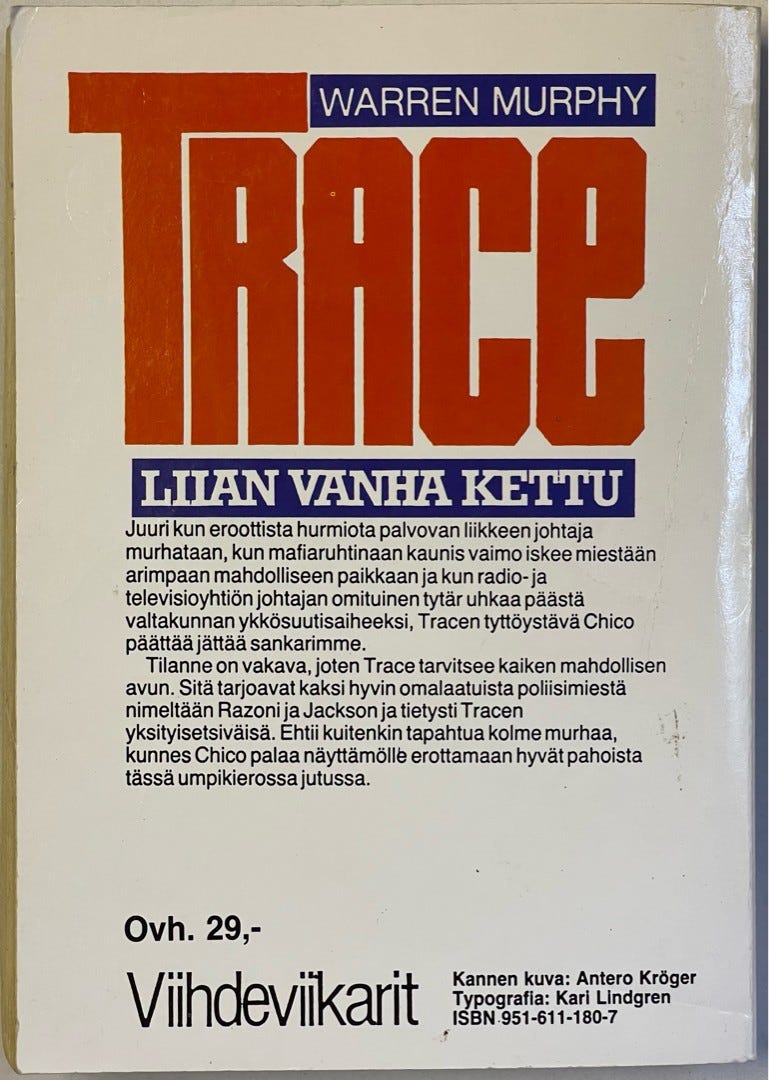 WARREN MURPHY
TRACE
LIIAN VANHA KETTU
Juuri kun eroottista hurmiota palvovan liikkeen johtaja
murhataan, kun mafiaruhtinaan kaunis vaimo iskee miestään
arimpaan mahdolliseen paikkaan ja kun radio- ja
televisioyhtiön johtajan omituinen tytär uhkaa päästä
valtakunnan ykkösuutisaiheeksi, Tracen tyttöystävä Chico
päättää jättää sankarimme.
Tilanne on vakava, joten Trace tarvitsee kaiken mahdollisen
avun. Sitä tarjoavat kaksi hyvin omalaatuista poliisimiestä
nimeltään Razoni ja Jackson ja tietysti Tracen
yksityisetsiväisä. Ehtii kuitenkin tapahtua kolme murhaa,
kunnes Chico palaa näyttämölle erottamaan hyvät pahoista
tässä umpikierossa jutussa.
Ovh. 29,-
Viihdeviikarit
Kannen kuva: Antero Kröger
Typografia: Kari Lindgren
ISBN 951-611-180-7